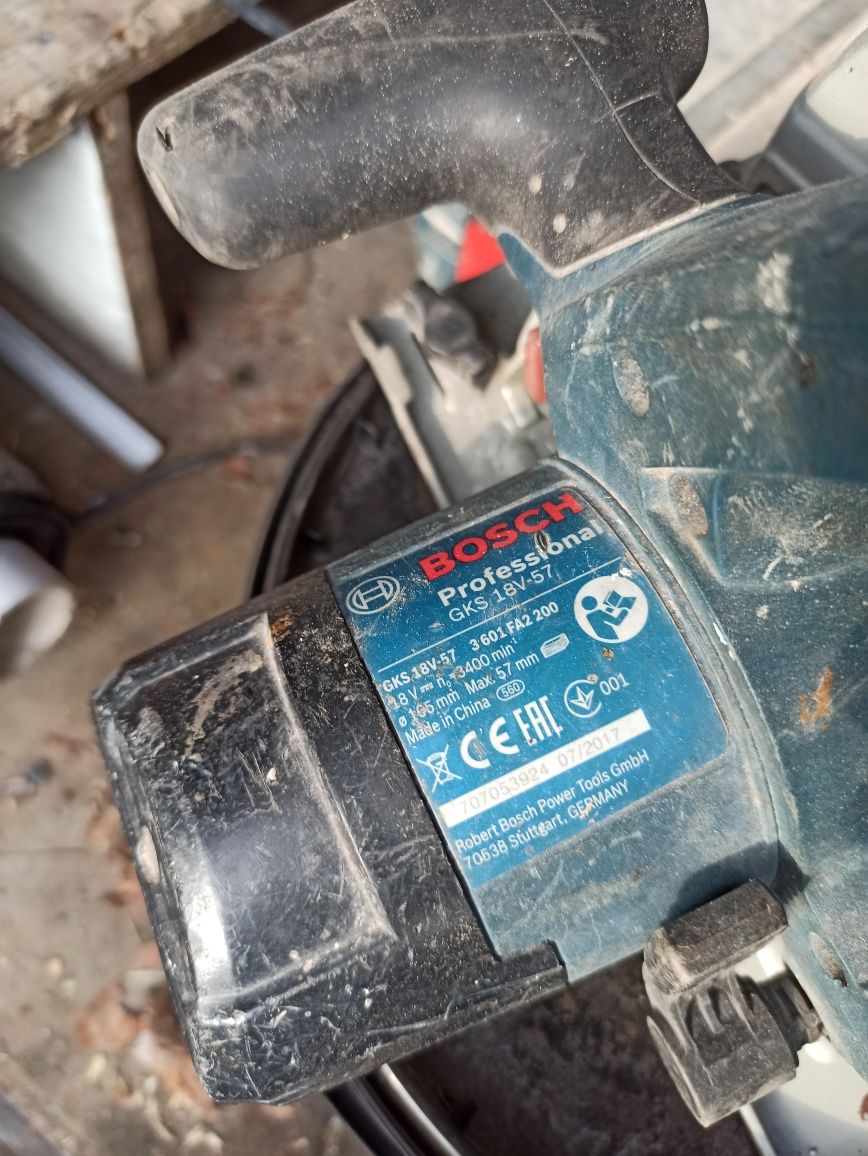 BOSCH
Professional
GKS 18V-57
GKS 18V-57 3 601 FA2 200
18 V n₀ 3400 min⁻¹
ø 165 mm Max. 57 mm
Made in China 560
CE EAC 001
707053924 07/2017
Robert Bosch Power Tools GmbH
70538 Stuttgart, GERMANY